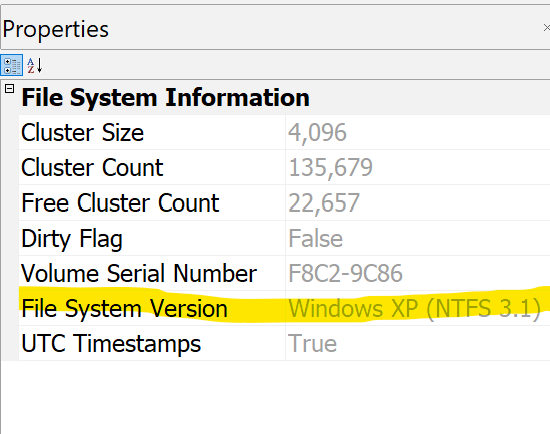 Properties
File System Information
Cluster Size 4,096
Cluster Count 135,679
Free Cluster Count 22,657
Dirty Flag False
Volume Serial Number F8C2-9C86
File System Version Windows XP (NTFS 3.1)
UTC Timestamps True